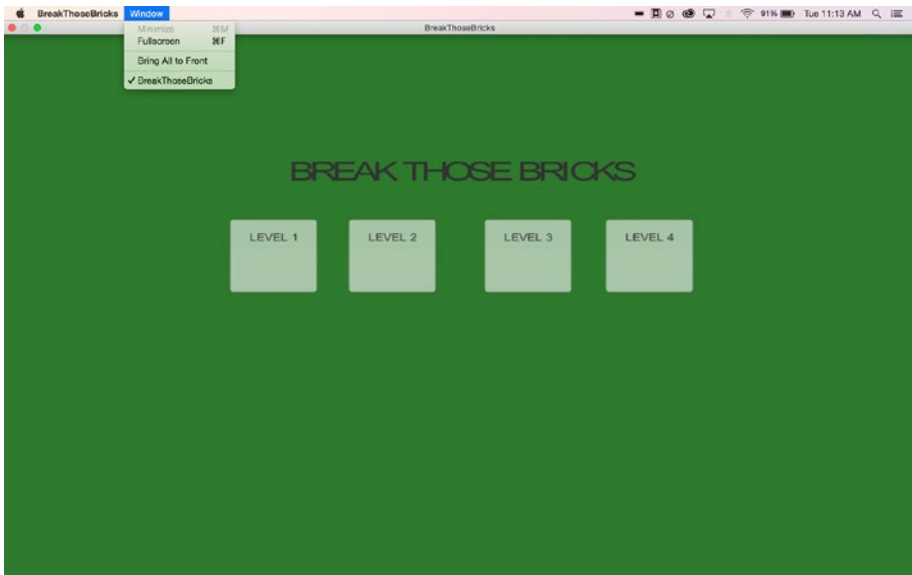 BreakThoseBricks Window 91% Tue 11:13 AM
BreakThoseBricks
Minimize ⌘M
Fullscreen ⌘F
Bring All to Front
✓ BreakThoseBricks
BREAK THOSE BRICKS
LEVEL 1 LEVEL 2 LEVEL 3 LEVEL 4